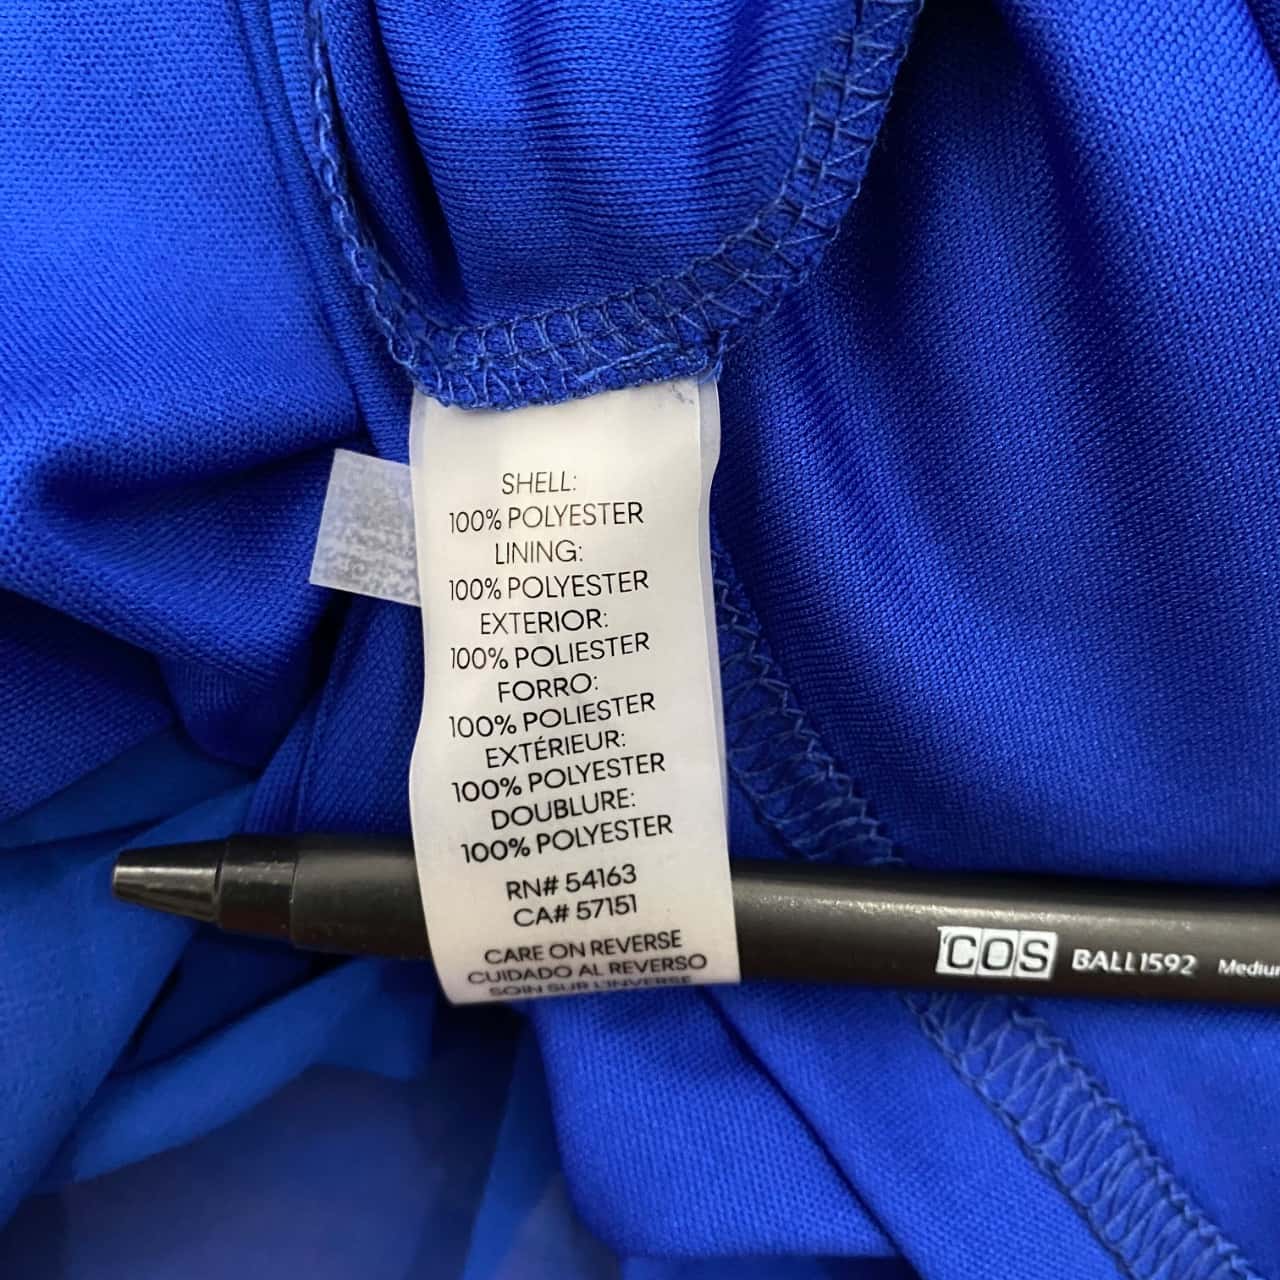 SHELL:
100% POLYESTER
LINING:
100% POLYESTER
EXTERIOR:
100% POLIESTER
FORRO:
100% POLIESTER
EXTÉRIEUR:
100% POLYESTER
DOUBLURE:
100% POLYESTER
RN# 54163
CA# 57151
CARE ON REVERSE
CUIDADO AL REVERSO
SOIN SUR L'INVERSE
COS BALL1592